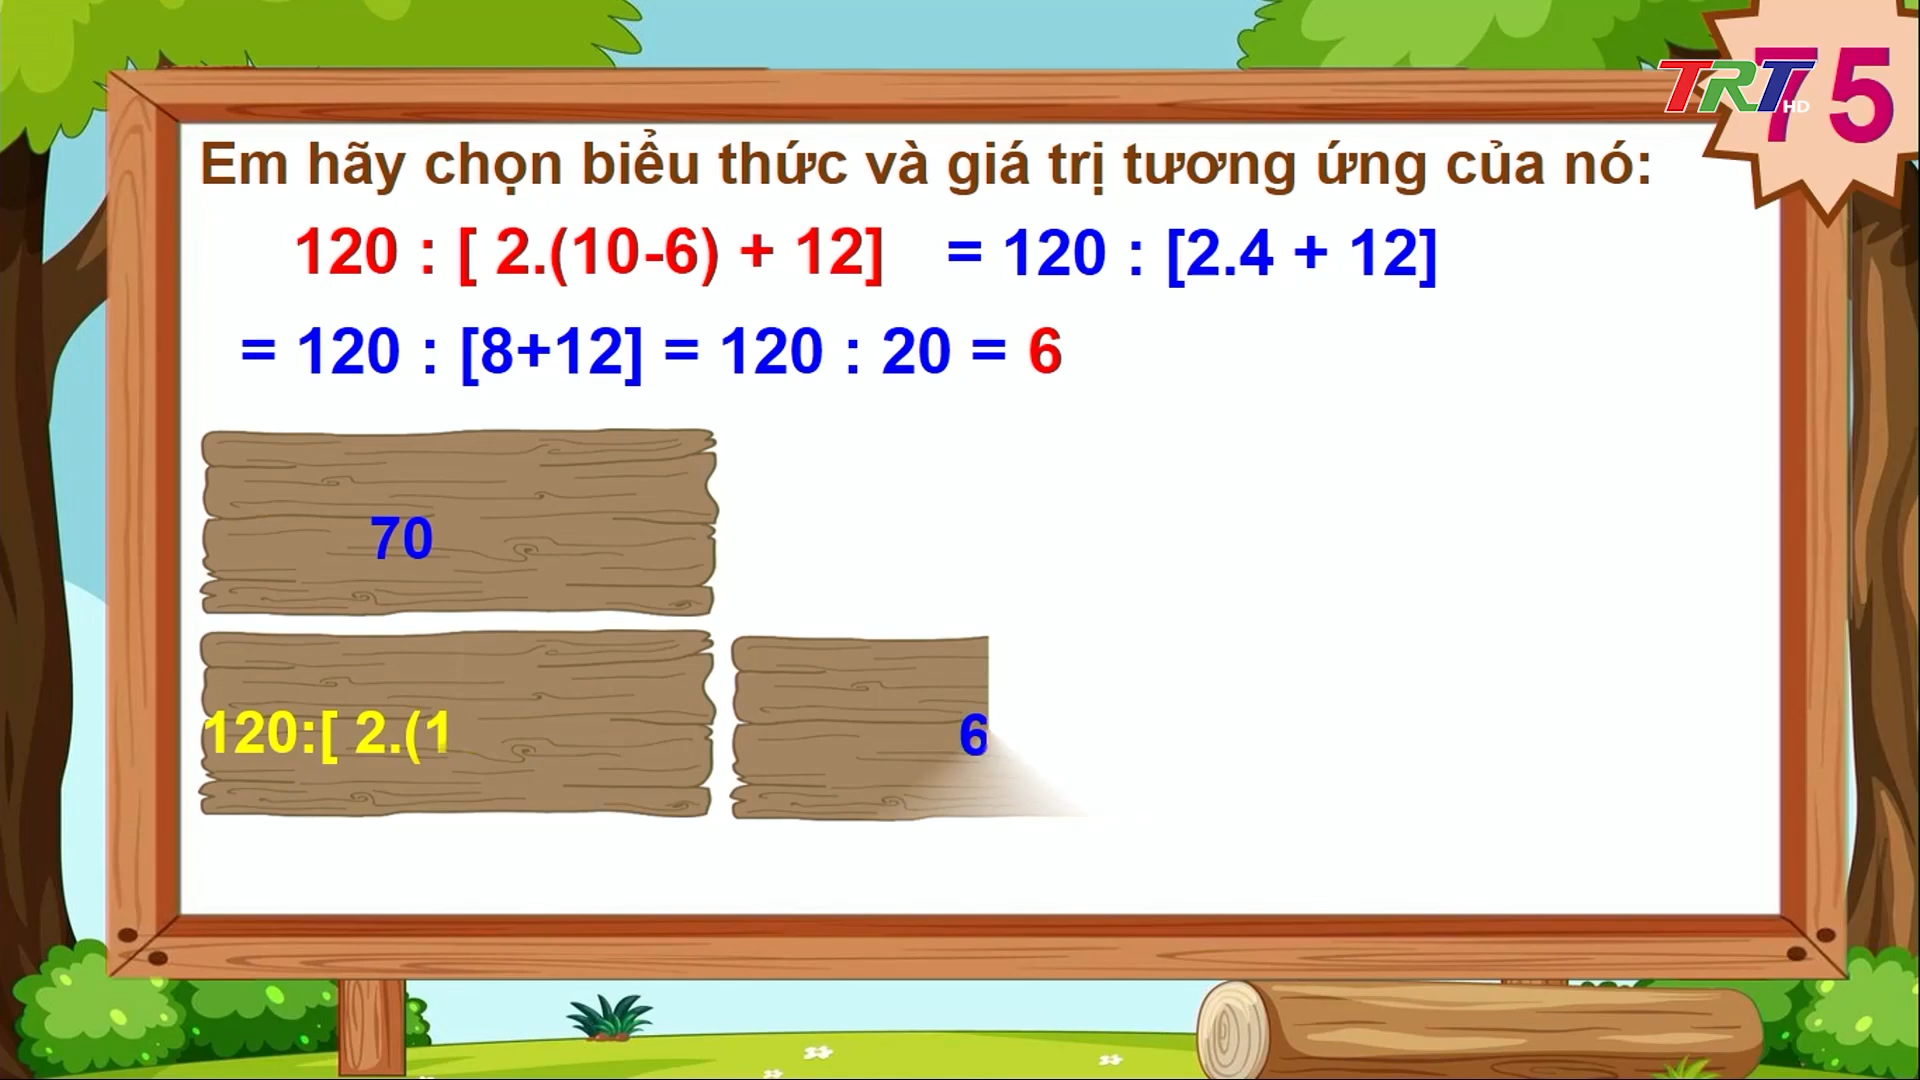 TRT HD
75
Em hãy chọn biểu thức và giá trị tương ứng của nó:
120 : [ 2.(10-6) + 12] = 120 : [2.4 + 12]
= 120 : [8+12] = 120 : 20 = 6
70
120:[ 2.(1
6